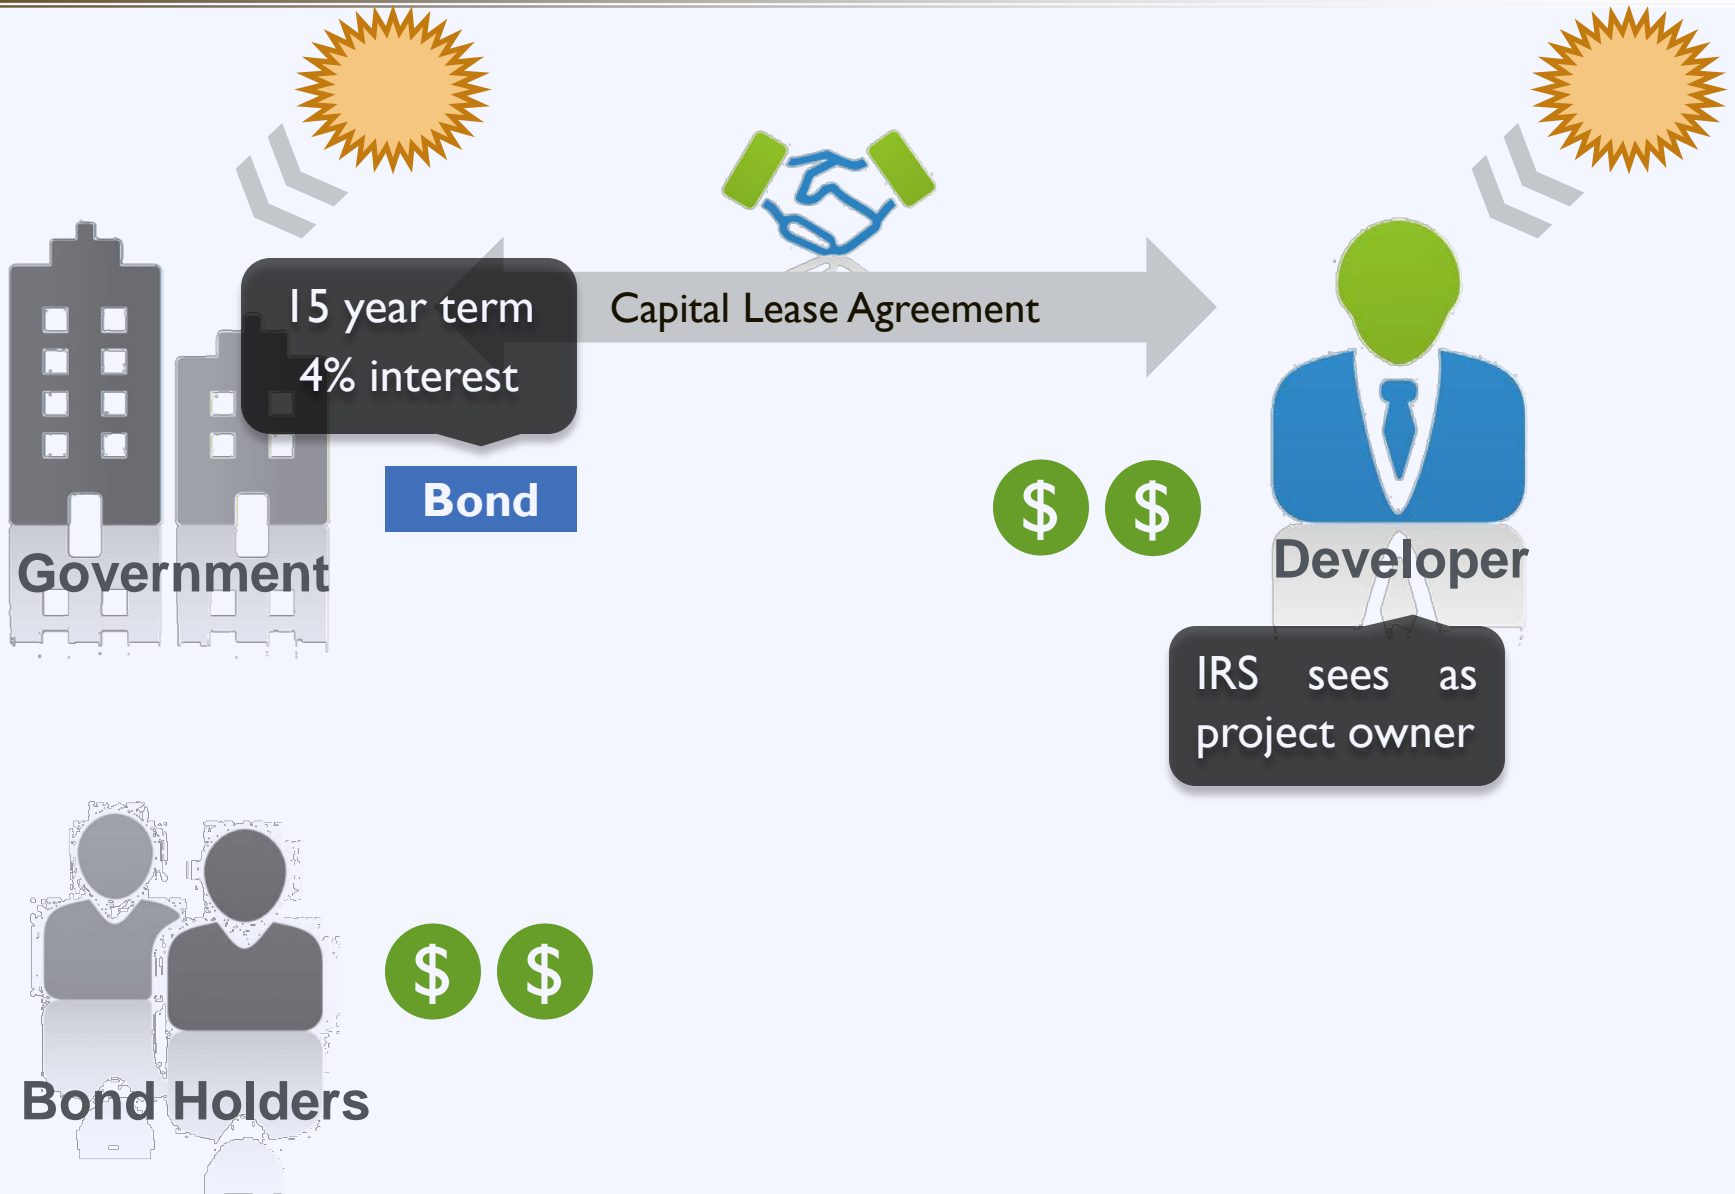 15 year term
4% interest
Capital Lease Agreement
Bond
$ $
Government
Developer
IRS sees as
project owner
$ $
Bond Holders